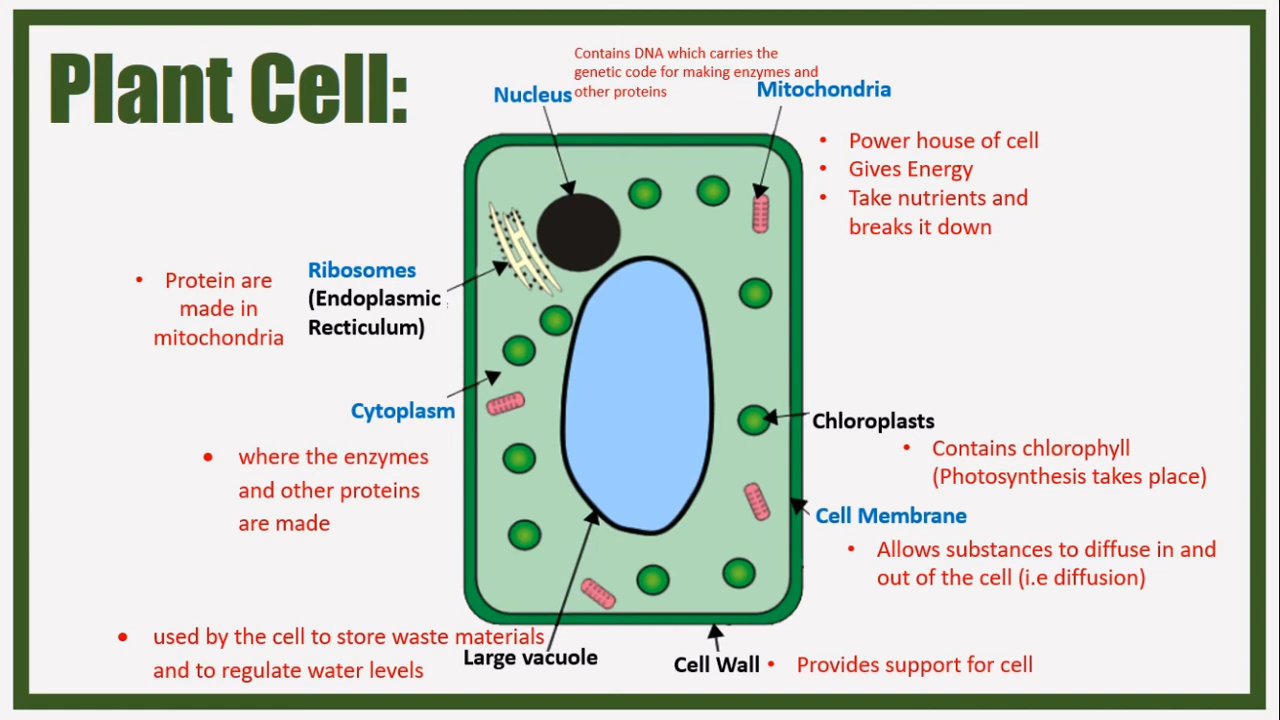 Plant Cell:
Contains DNA which carries the
genetic code for making enzymes and
other proteins
Nucleus
Mitochondria
• Power house of cell
• Gives Energy
• Take nutrients and
breaks it down
Ribosomes
(Endoplasmic
Recticulum)
• Protein are
made in
mitochondria
Cytoplasm
• where the enzymes
and other proteins
are made
Chloroplasts
• Contains chlorophyll
(Photosynthesis takes place)
Cell Membrane
• Allows substances to diffuse in and
out of the cell (i.e diffusion)
• used by the cell to store waste materials
and to regulate water levels
Large vacuole
Cell Wall
• Provides support for cell